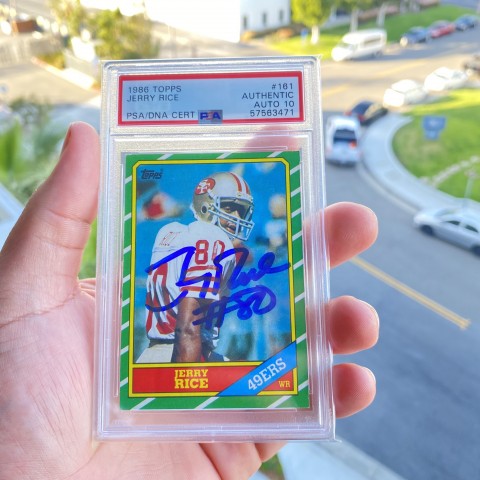 1986 TOPPS #161
JERRY RICE AUTHENTIC
AUTO 10
PSA/DNA CERT PSA 57563471
Topps
80
Jerry Rice
#80
JERRY
RICE
49ERS
WR